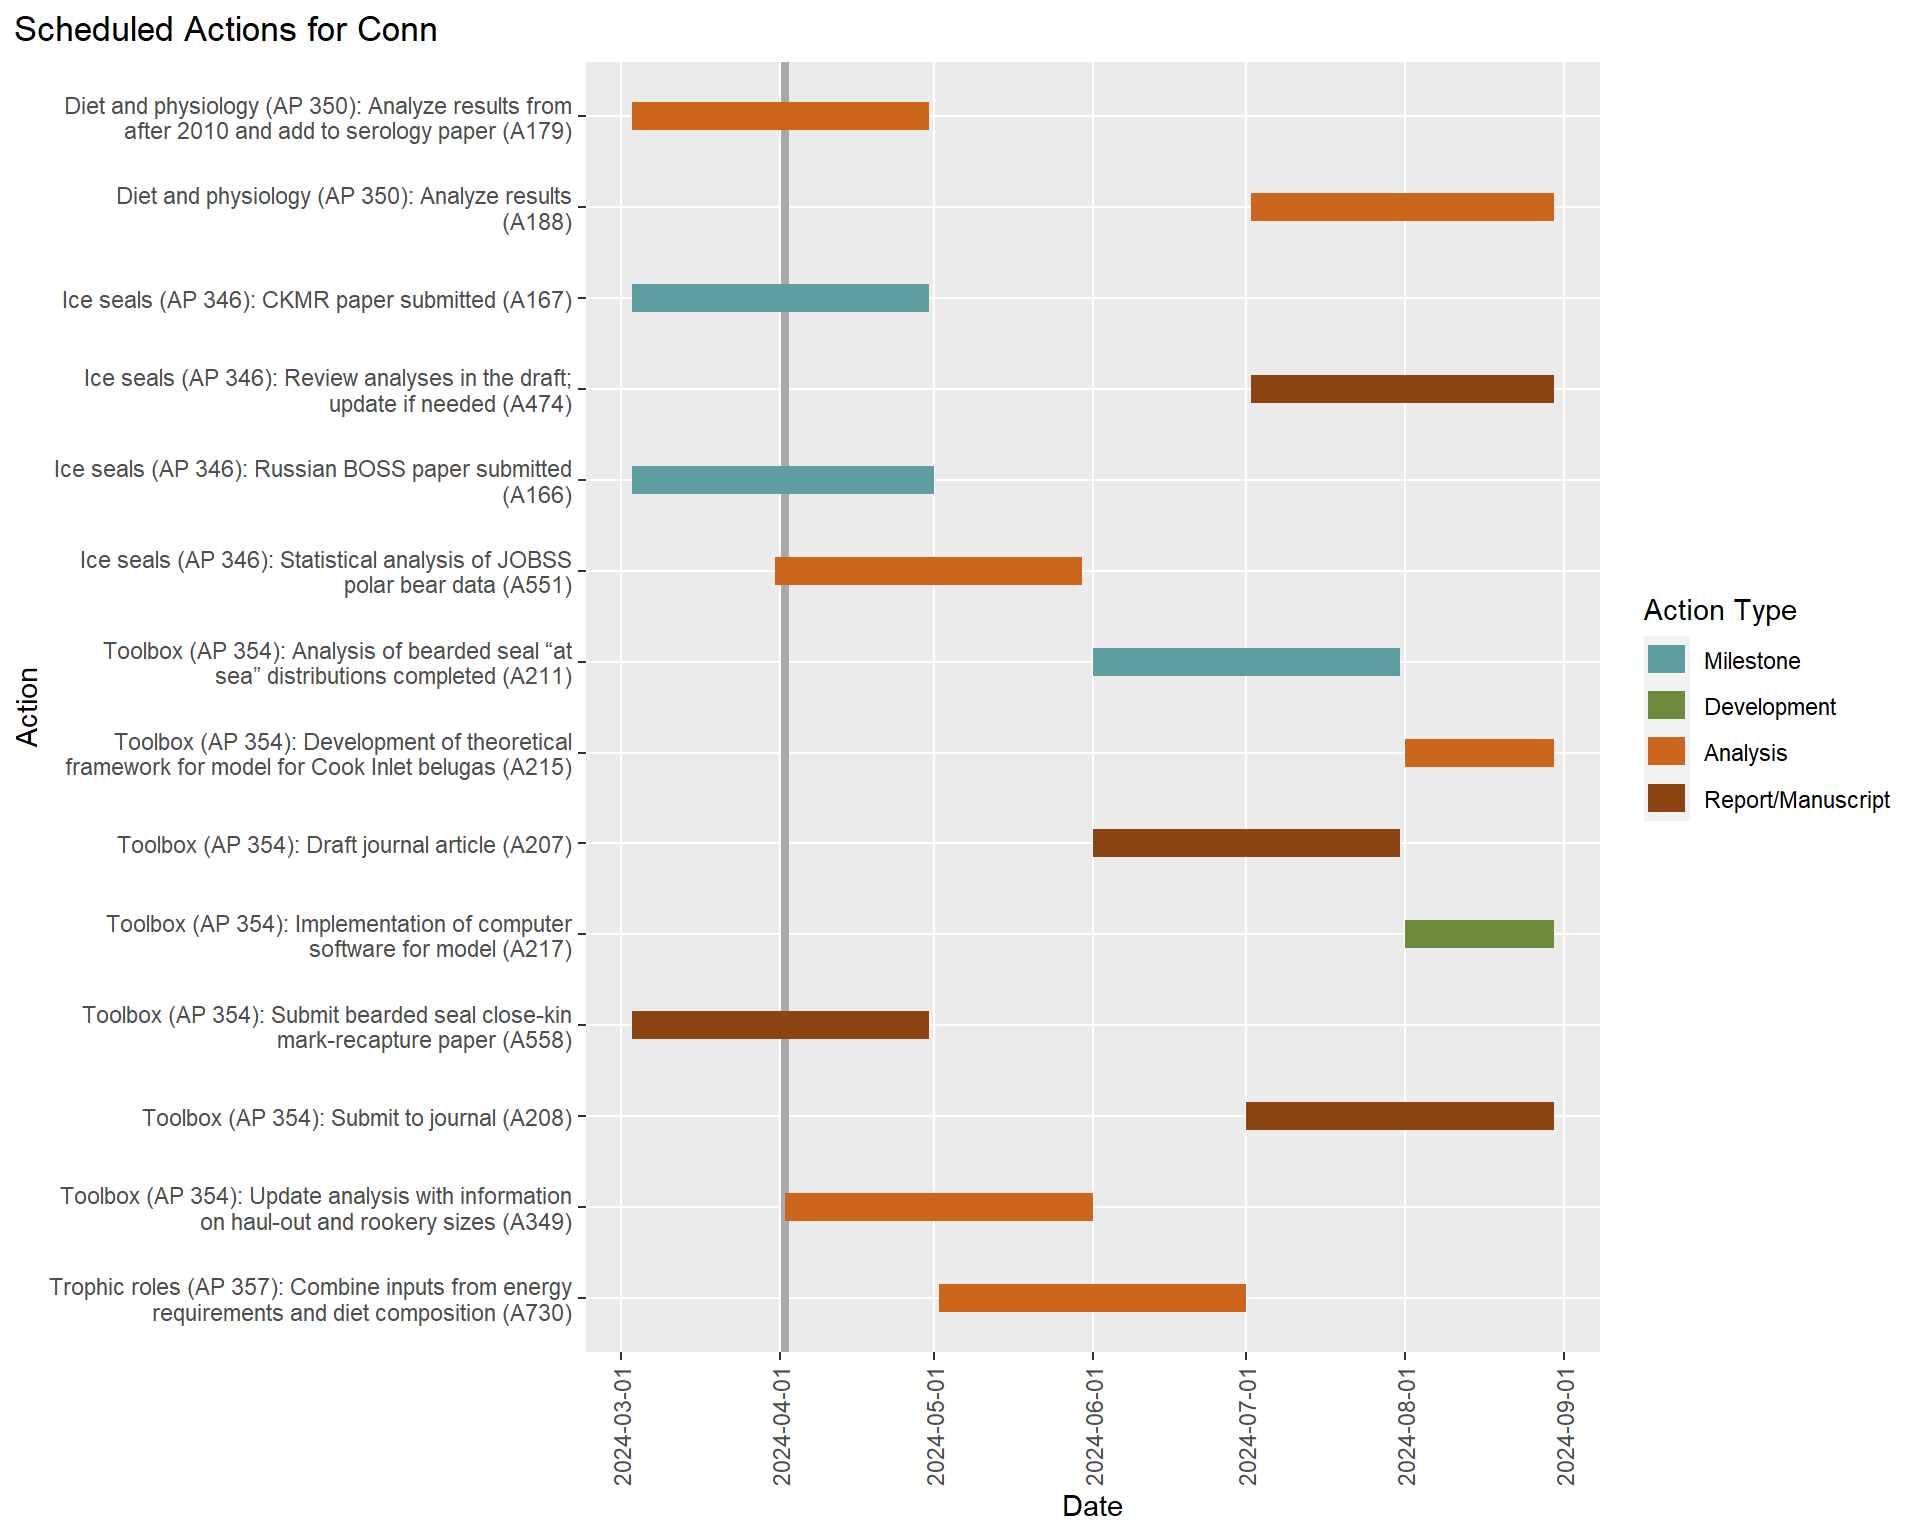 Scheduled Actions for Conn
Diet and physiology (AP 350): Analyze results from
after 2010 and add to serology paper (A179)
Diet and physiology (AP 350): Analyze results
(A188)
Ice seals (AP 346): CKMR paper submitted (A167)
Ice seals (AP 346): Review analyses in the draft;
update if needed (A474)
Ice seals (AP 346): Russian BOSS paper submitted
(A166)
Ice seals (AP 346): Statistical analysis of JOBSS
polar bear data (A551)
Toolbox (AP 354): Analysis of bearded seal “at
sea” distributions completed (A211)
Toolbox (AP 354): Development of theoretical
framework for model for Cook Inlet belugas (A215)
Toolbox (AP 354): Draft journal article (A207)
Toolbox (AP 354): Implementation of computer
software for model (A217)
Toolbox (AP 354): Submit bearded seal close-kin
mark-recapture paper (A558)
Toolbox (AP 354): Submit to journal (A208)
Toolbox (AP 354): Update analysis with information
on haul-out and rookery sizes (A349)
Trophic roles (AP 357): Combine inputs from energy
requirements and diet composition (A730)
Action
2024-03-01
2024-04-01
2024-05-01
2024-06-01
2024-07-01
2024-08-01
2024-09-01
Date
Action Type
Milestone
Development
Analysis
Report/Manuscript